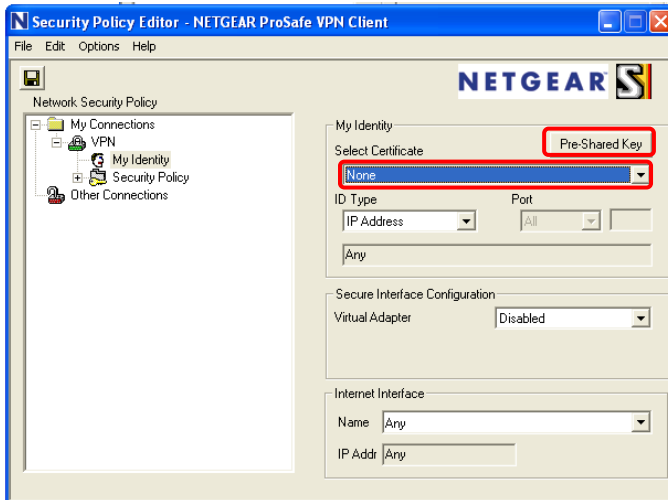 Security Policy Editor - NETGEAR ProSafe VPN Client
File Edit Options Help
NETGEAR
Network Security Policy
My Connections
VPN
My Identity
Security Policy
Other Connections
My Identity
Pre-Shared Key
Select Certificate
None
ID Type Port
IP Address All
Any
Secure Interface Configuration
Virtual Adapter Disabled
Internet Interface
Name Any
IP Addr Any